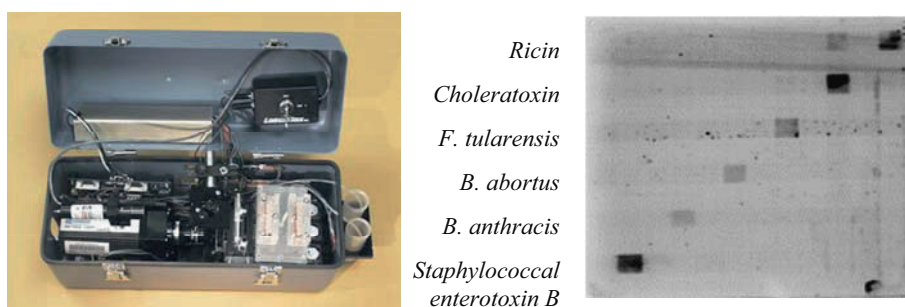 Ricin
Choleratoxin
F. tularensis
B. abortus
B. anthracis
Staphylococcal
enterotoxin B